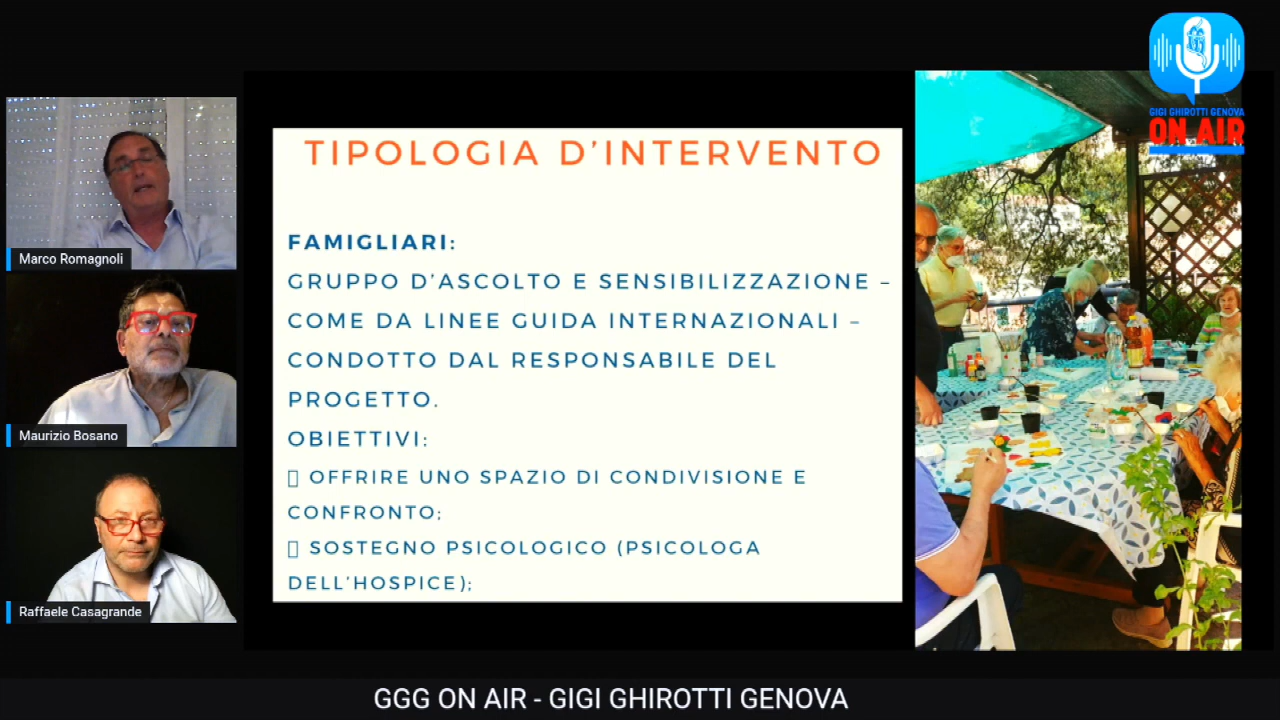 GIGI GHIROTTI GENOVA
ON AIR
Marco Romagnoli
Maurizio Bosano
Raffaele Casagrande
TIPOLOGIA D'INTERVENTO
FAMIGLIARI:
GRUPPO D'ASCOLTO E SENSIBILIZZAZIONE –
COME DA LINEE GUIDA INTERNAZIONALI –
CONDOTTO DAL RESPONSABILE DEL
PROGETTO.
OBIETTIVI:
▯ OFFRIRE UNO SPAZIO DI CONDIVISIONE E
CONFRONTO;
▯ SOSTEGNO PSICOLOGICO (PSICOLOGA
DELL'HOSPICE);
GGG ON AIR - GIGI GHIROTTI GENOVA